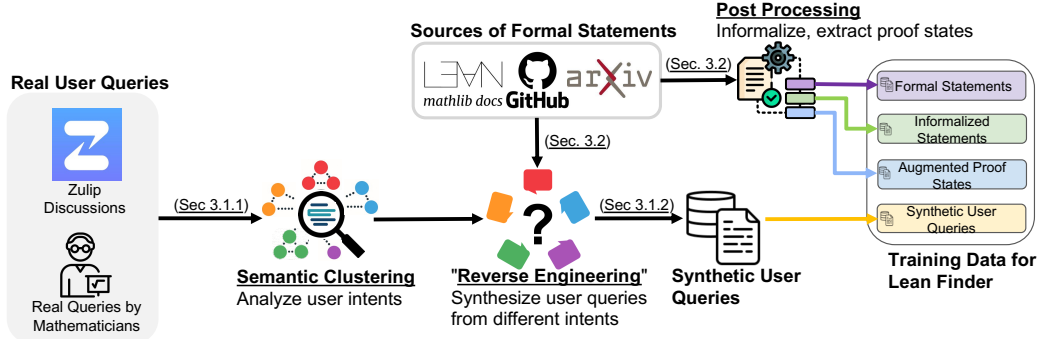 Real User Queries
Zulip
Discussions
Real Queries by
Mathematicians
(Sec 3.1.1)
Semantic Clustering
Analyze user intents
Sources of Formal Statements
LEAN
mathlib docs
GitHub
arXiv
(Sec. 3.2)
(Sec. 3.2)
?
"Reverse Engineering"
Synthesize user queries
from different intents
(Sec 3.1.2)
Synthetic User
Queries
Post Processing
Informalize, extract proof states
Formal Statements
Informalized
Statements
Augmented Proof
States
Synthetic User
Queries
Training Data for
Lean Finder